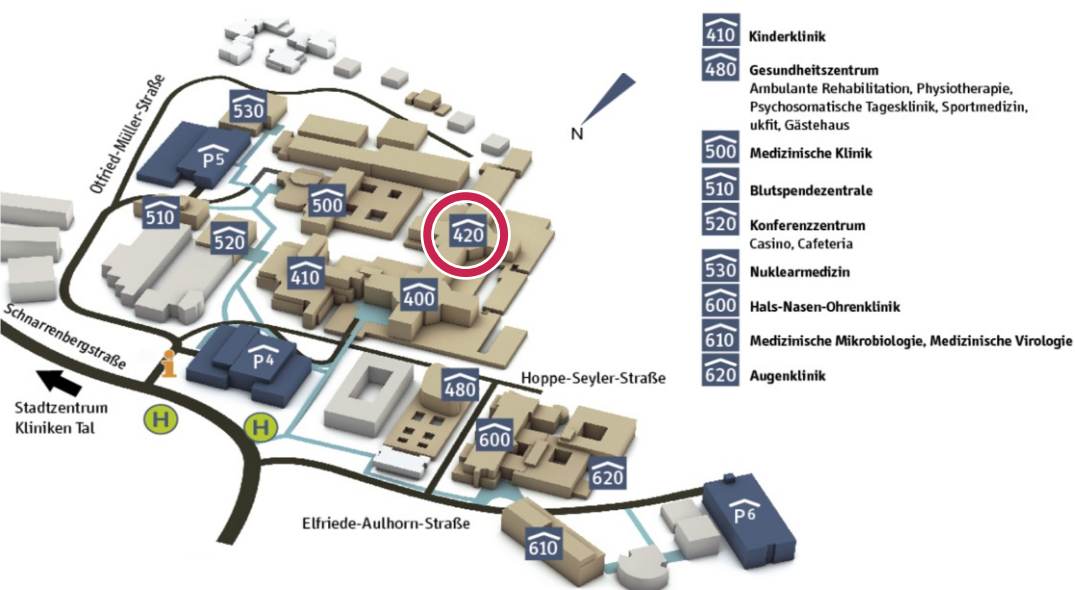 530
Otfried-Müller-Straße
P5
N
510
500
420
520
410
400
Schnarrenbergstraße
P4
i
Stadtzentrum
Kliniken Tal
H
H
480
Hoppe-Seyler-Straße
600
620
Elfriede-Aulhorn-Straße
P6
610
410 Kinderklinik
480 Gesundheitszentrum
Ambulante Rehabilitation, Physiotherapie,
Psychosomatische Tagesklinik, Sportmedizin,
ukfit, Gästehaus
500 Medizinische Klinik
510 Blutspendezentrale
520 Konferenzzentrum
Casino, Cafeteria
530 Nuklearmedizin
600 Hals-Nasen-Ohrenklinik
610 Medizinische Mikrobiologie, Medizinische Virologie
620 Augenklinik